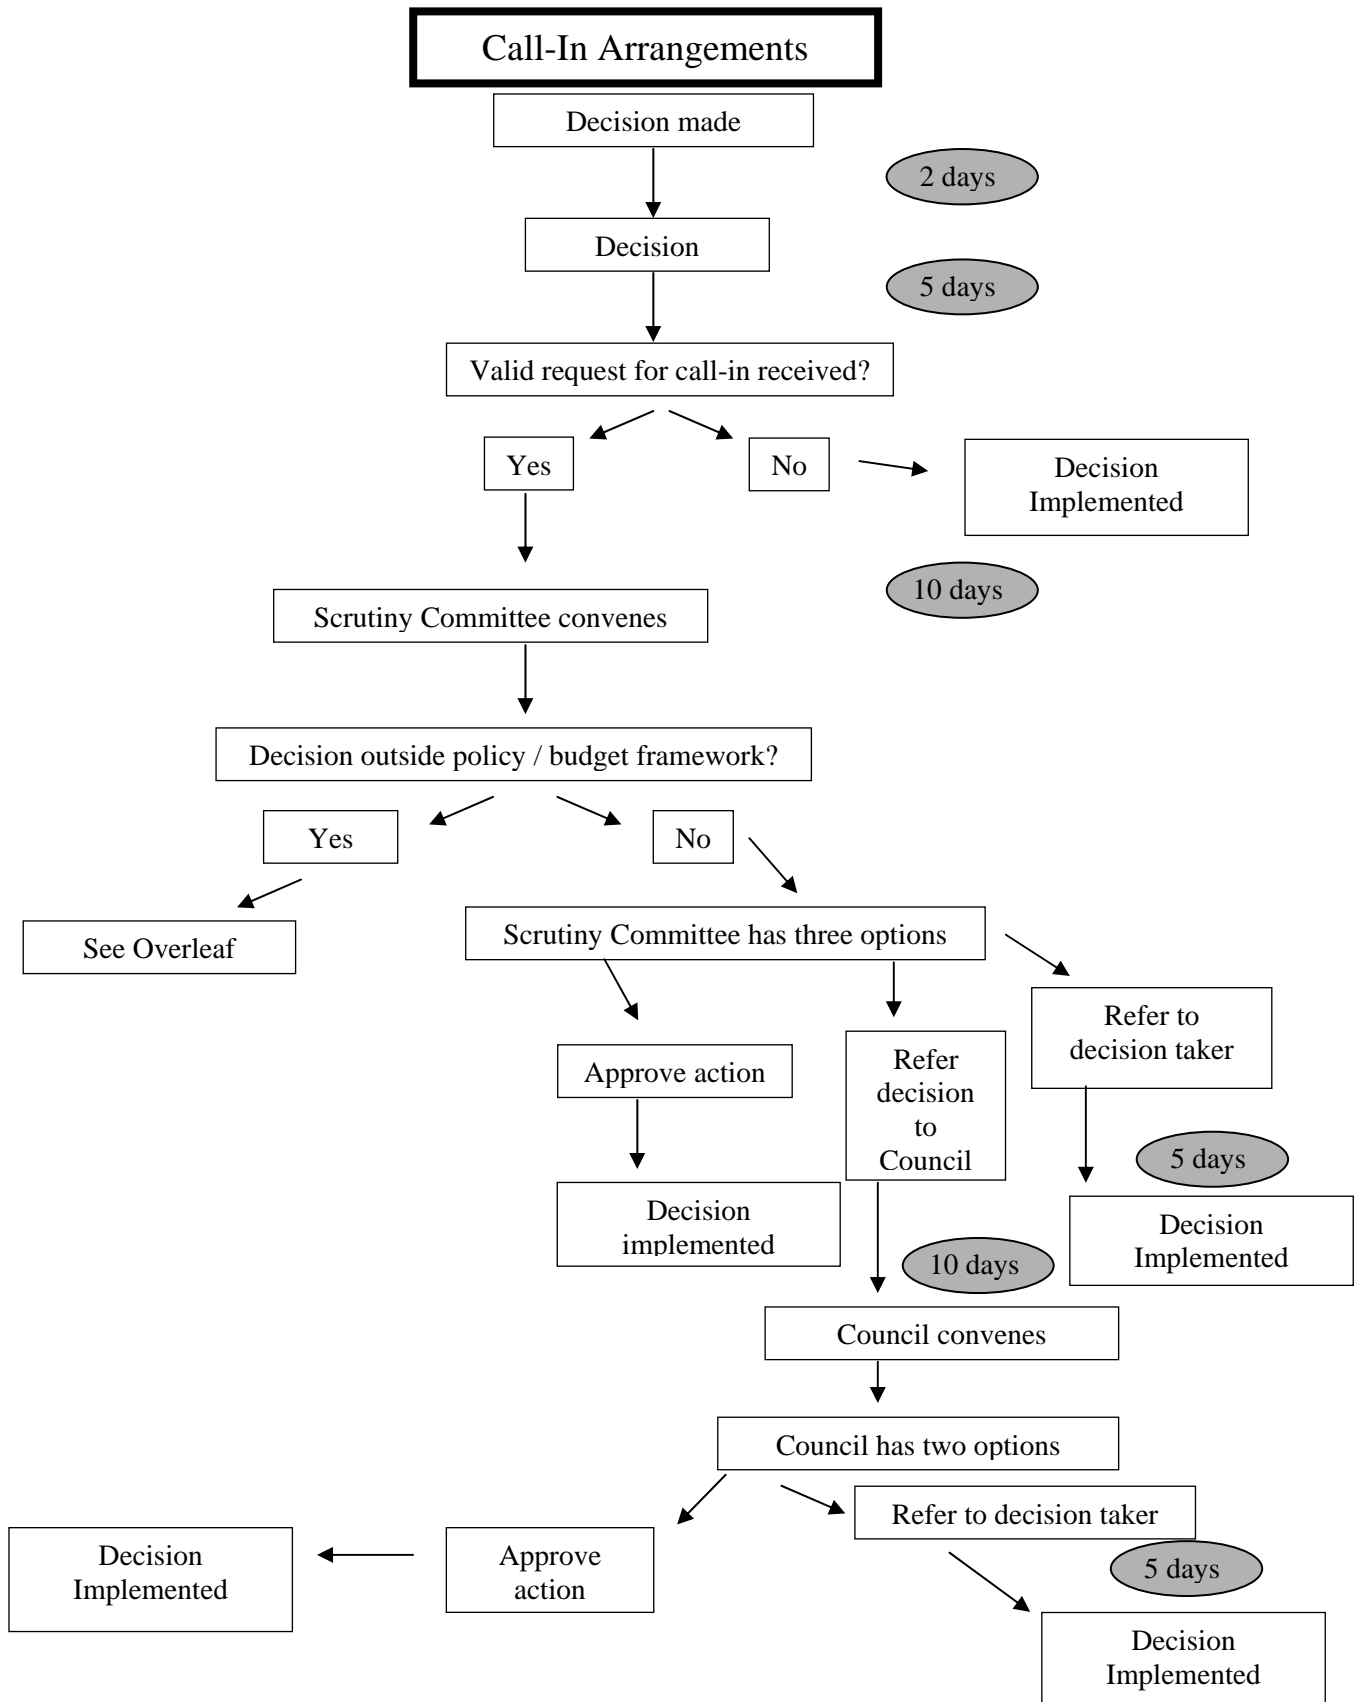 Call-In Arrangements
Decision made
2 days
Decision
5 days
Valid request for call-in received?
Yes
No
Decision
Implemented
10 days
Scrutiny Committee convenes
Decision outside policy / budget framework?
Yes
No
See Overleaf
Scrutiny Committee has three options
Approve action
Refer
decision
to
Council
Refer to
decision taker
5 days
Decision
implemented
Decision
Implemented
10 days
Council convenes
Council has two options
Refer to decision taker
Approve
action
Decision
Implemented
5 days
Decision
Implemented